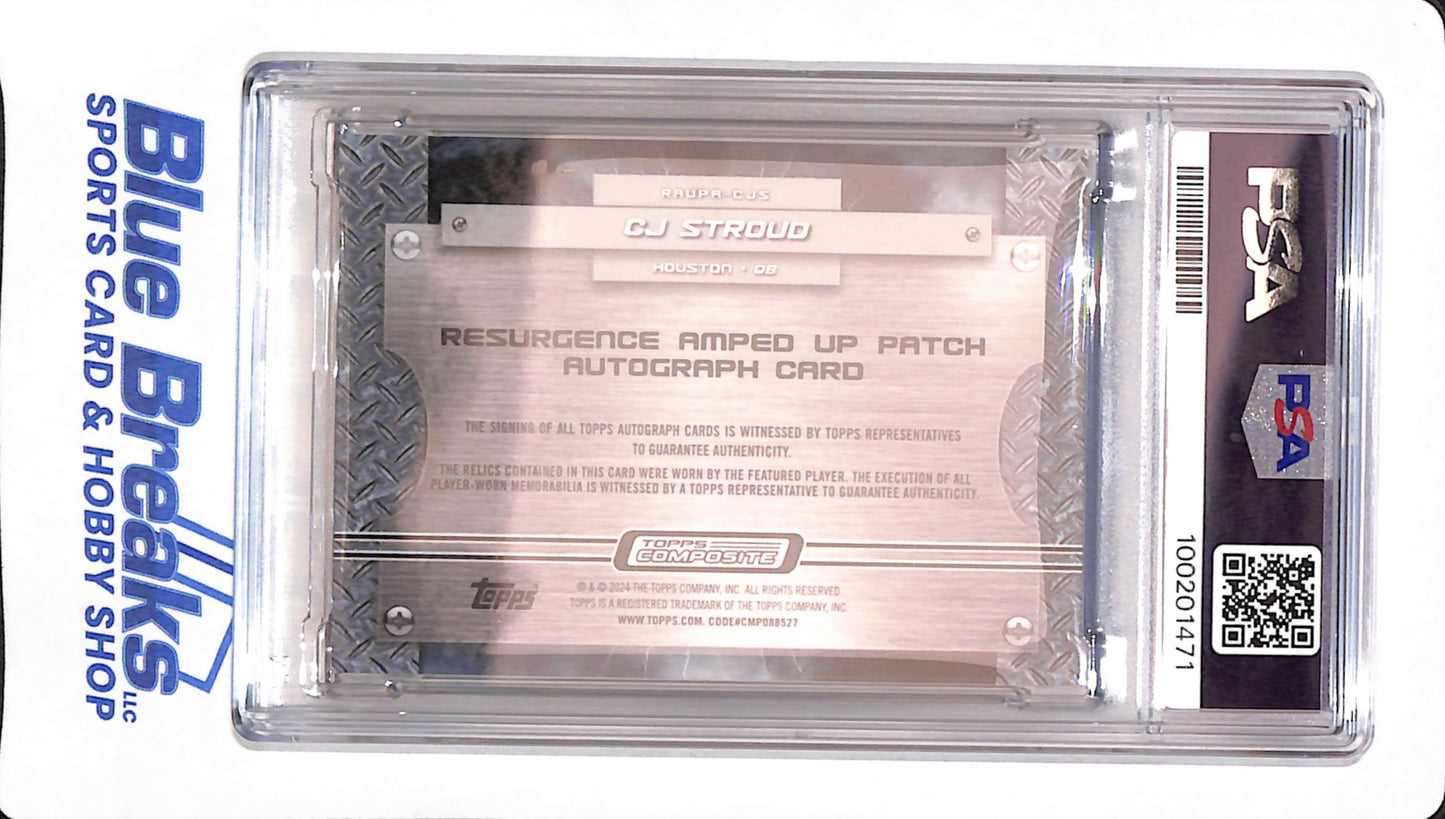 Blue Breaks LLC
SPORTS CARD & HOBBY SHOP
RAUPA-CJS
CJ STROUD
HOUSTON • QB
RESURGENCE AMPED UP PATCH
AUTOGRAPH CARD
THE SIGNING OF ALL TOPPS AUTOGRAPH CARDS IS WITNESSED BY TOPPS REPRESENTATIVES
TO GUARANTEE AUTHENTICITY.
THE RELICS CONTAINED IN THIS CARD WERE WORN BY THE FEATURED PLAYER. THE EXECUTION OF ALL
PLAYER-WORN MEMORABILIA IS WITNESSED BY A TOPPS REPRESENTATIVE TO GUARANTEE AUTHENTICITY.
TOPPS
COMPOSITE
Topps
® & © 2024 THE TOPPS COMPANY, INC. ALL RIGHTS RESERVED.
TOPPS IS A REGISTERED TRADEMARK OF THE TOPPS COMPANY, INC.
WWW.TOPPS.COM. CODE#CMP088527
PSA
PSA
100201471